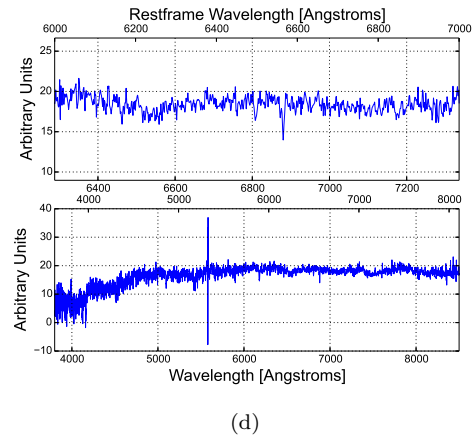 Restframe Wavelength [Angstroms]
6000 6200 6400 6600 6800 7000
25
20
15
10
Arbitrary Units
6400 6600 6800 7000 7200
4000 5000 6000 7000 8000
40
30
20
10
0
−10
Arbitrary Units
4000 5000 6000 7000 8000
Wavelength [Angstroms]
(d)